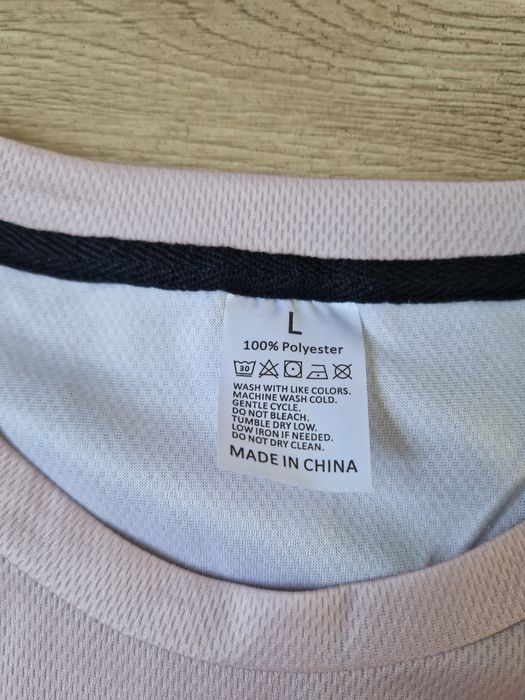 L
100% Polyester
30
WASH WITH LIKE COLORS.
MACHINE WASH COLD.
GENTLE CYCLE.
DO NOT BLEACH.
TUMBLE DRY LOW.
LOW IRON IF NEEDED.
DO NOT DRY CLEAN.
MADE IN CHINA